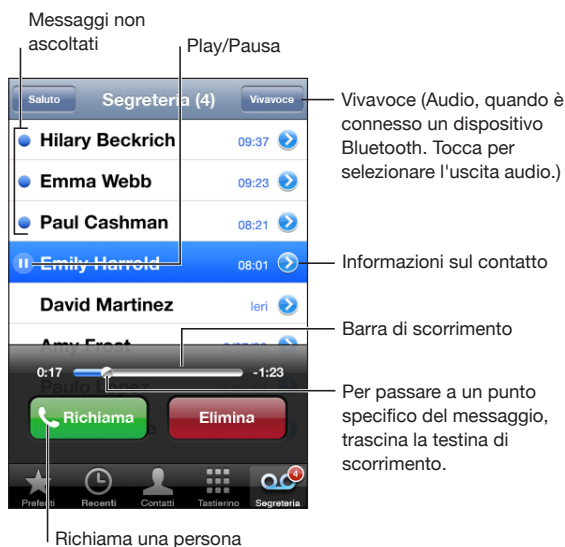 Messaggi non
ascoltati
Play/Pausa
Saluto
Segreteria (4)
Vivavoce
Vivavoce (Audio, quando è
connesso un dispositivo
Bluetooth. Tocca per
selezionare l'uscita audio.)
Hilary Beckrich
09:37
Emma Webb
09:23
Paul Cashman
08:21
Emily Harrold
08:01
Informazioni sul contatto
David Martinez
Ieri
Barra di scorrimento
Amy Frost
0:17
-1:23
Paulo Lopez
Per passare a un punto
specifico del messaggio,
trascina la testina di
scorrimento.
Richiama
Elimina
4
Preferiti
Recenti
Contatti
Tastierino
Segreteria
Richiama una persona